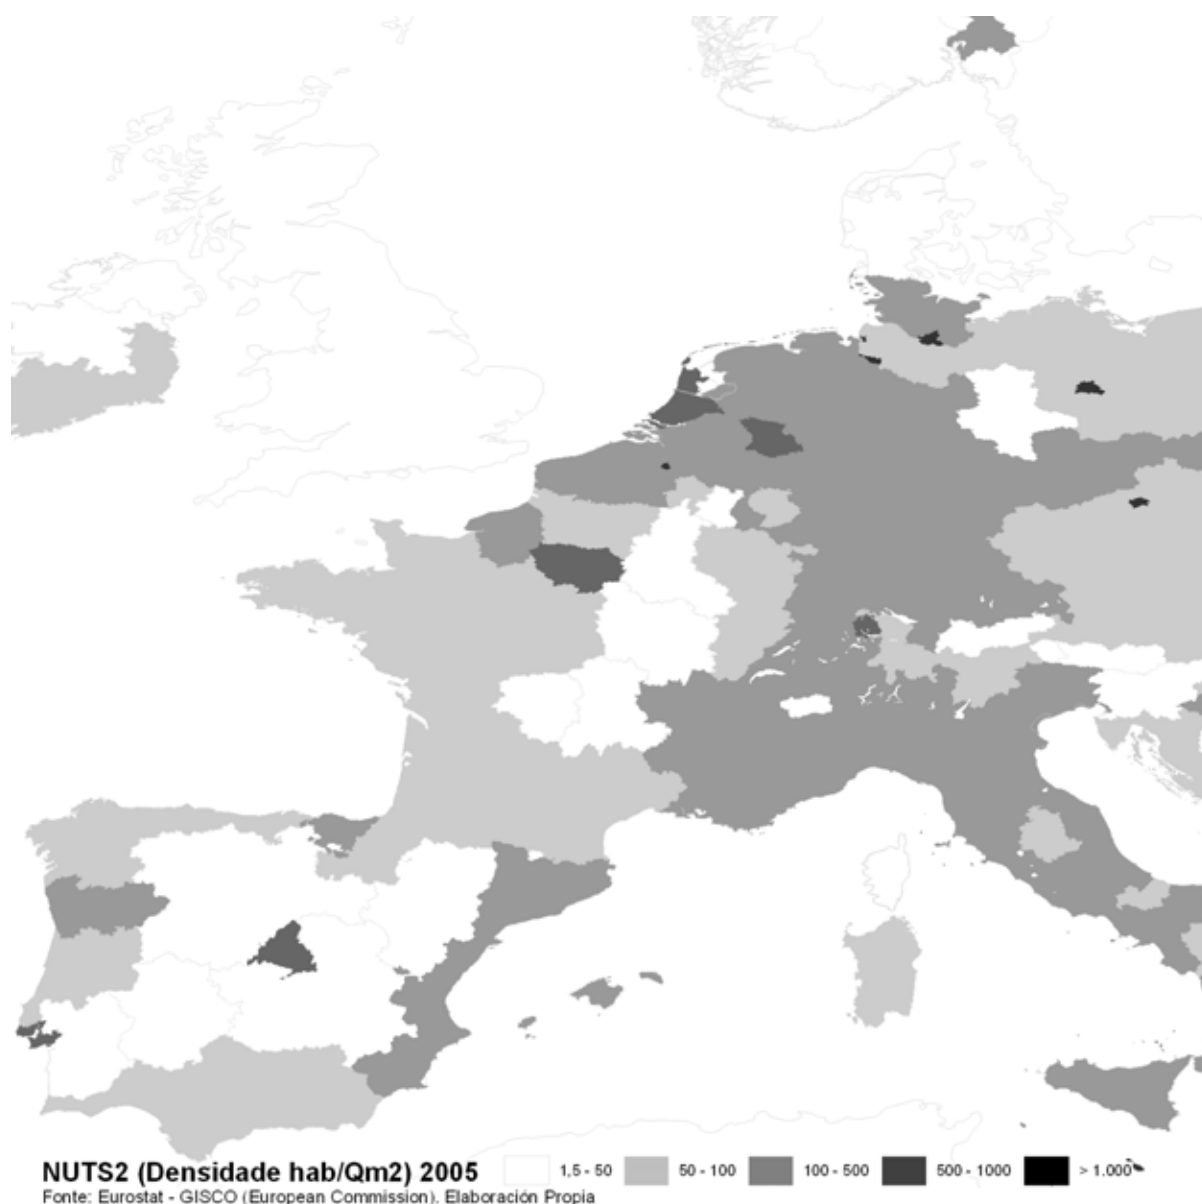 NUTS2 (Densidade hab/Qm2) 2005 1,5 - 50 50 - 100 100 - 500 500 - 1000 > 1.000
Fonte: Eurostat - GISCO (European Commission). Elaboración Propia